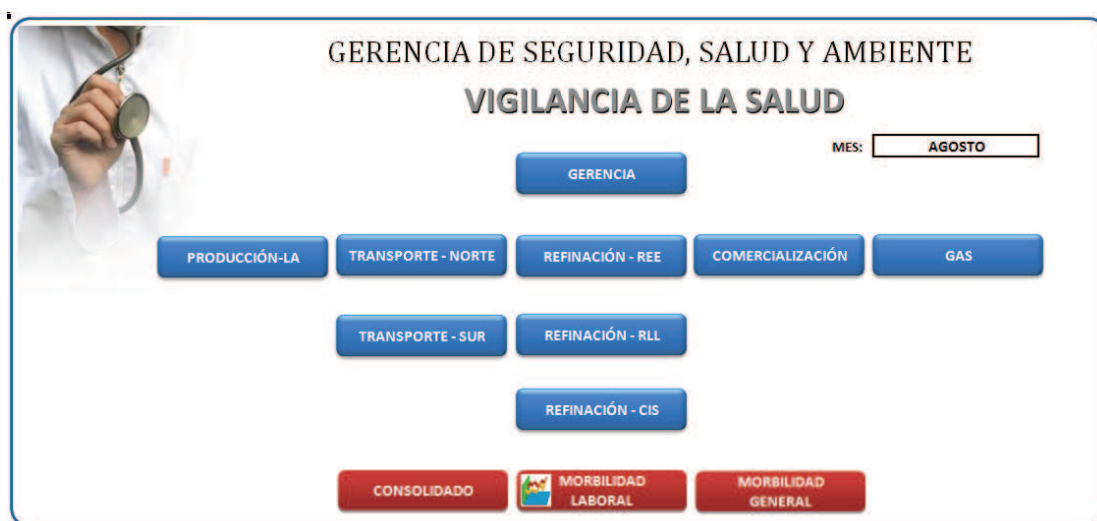 GERENCIA DE SEGURIDAD, SALUD Y AMBIENTE
VIGILANCIA DE LA SALUD
MES: AGOSTO
GERENCIA
PRODUCCIÓN-LA
TRANSPORTE - NORTE
REFINACIÓN - REE
COMERCIALIZACIÓN
GAS
TRANSPORTE - SUR
REFINACIÓN - RLL
REFINACIÓN - CIS
CONSOLIDADO
MORBILIDAD
LABORAL
MORBILIDAD
GENERAL